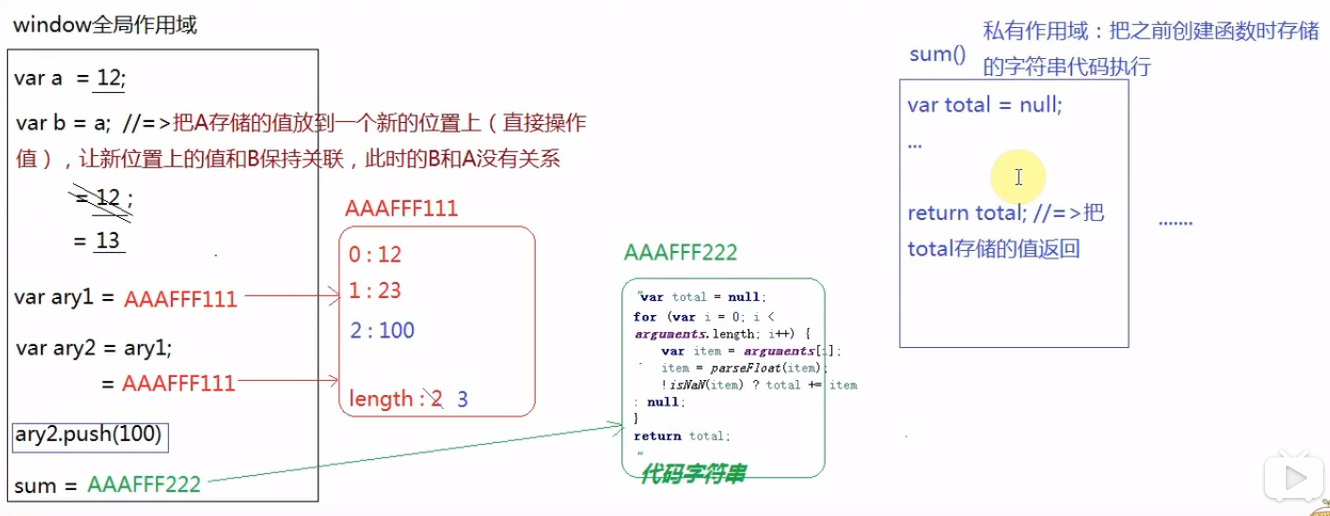 window全局作用域
var a = 12;
var b = a; //=>把A存储的值放到一个新的位置上（直接操作
值），让新位置上的值和B保持关联，此时的B和A没有关系
= 12 ;
= 13
var ary1 = AAAFFF111
var ary2 = ary1;
= AAAFFF111
ary2.push(100)
sum = AAAFFF222
AAAFFF111
0 : 12
1 : 23
2 : 100
length : 2 3
AAAFFF222
"var total = null;
for (var i = 0; i <
arguments.length; i++) {
var item = arguments[i];
item = parseFloat(item);
!isNaN(item) ? total += item
: null;
}
return total;
"
代码字符串
sum()
私有作用域：把之前创建函数时存储
的字符串代码执行
var total = null;
...
return total; //=>把
total存储的值返回
.......